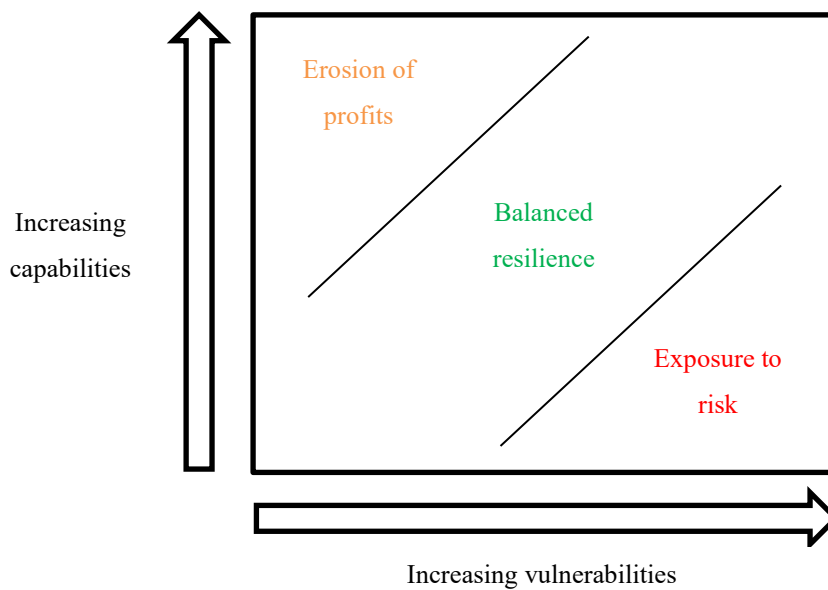 Erosion of
profits
Increasing
capabilities
Balanced
resilience
Exposure to
risk
Increasing vulnerabilities